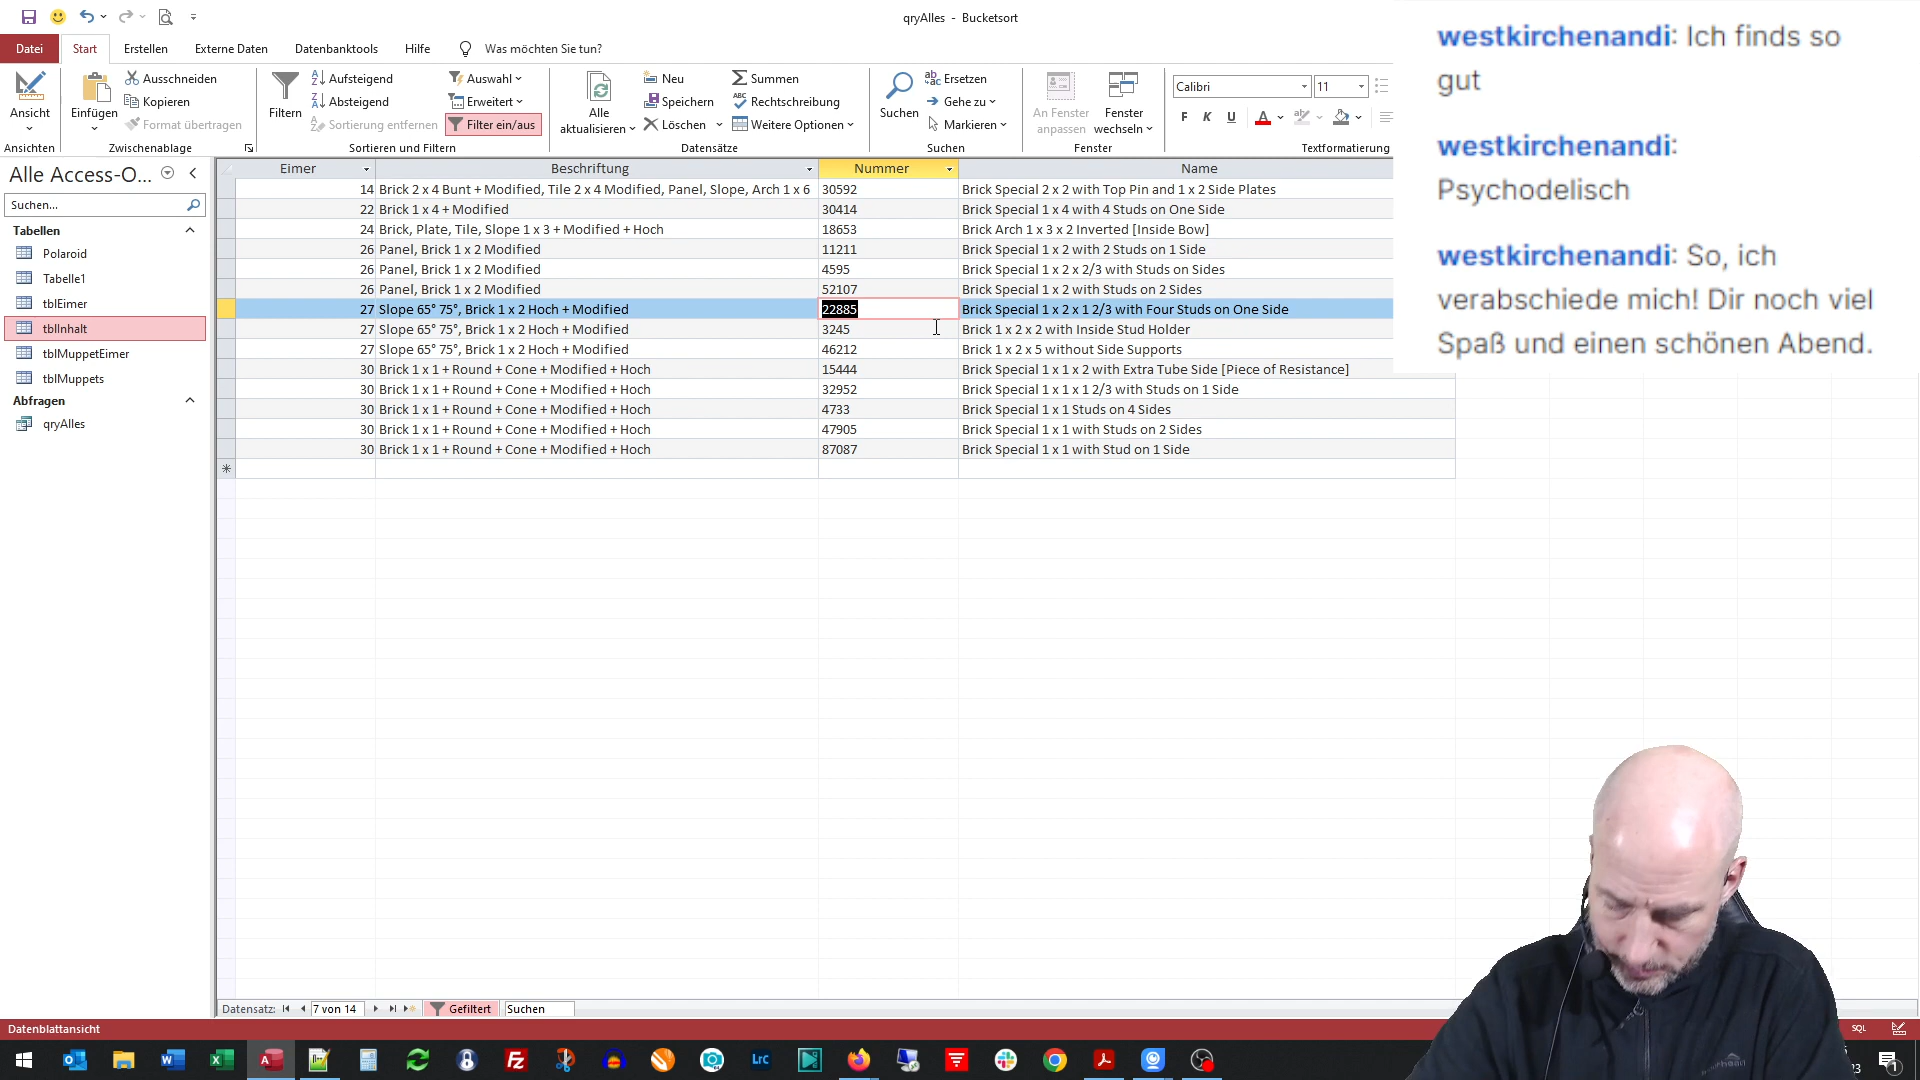 qryAlles - Bucketsort
Datei Start Erstellen Externe Daten Datenbanktools Hilfe Was möchten Sie tun?
Ansicht
Ansichten
Einfügen
Ausschneiden
Kopieren
Format übertragen
Zwischenablage
Filtern
Aufsteigend
Absteigend
Sortierung entfernen
Auswahl
Erweitert
Filter ein/aus
Sortieren und Filtern
Alle
aktualisieren
Neu
Speichern
Löschen
Summen
Rechtschreibung
Weitere Optionen
Datensätze
Suchen
Ersetzen
Gehe zu
Markieren
Suchen
An Fenster
anpassen
Fenster
wechseln
Fenster
Calibri 11
F K U
Textformatierung
westkirchenandi: Ich finds so
gut
westkirchenandi:
Psychodelisch
westkirchenandi: So, ich
verabschiede mich! Dir noch viel
Spaß und einen schönen Abend.
Alle Access-O...
Suchen...
Tabellen
Polaroid
Tabelle1
tblEimer
tblInhalt
tblMuppetEimer
tblMuppets
Abfragen
qryAlles
Eimer Beschriftung Nummer Name
14 Brick 2 x 4 Bunt + Modified, Tile 2 x 4 Modified, Panel, Slope, Arch 1 x 6 30592 Brick Special 2 x 2 with Top Pin and 1 x 2 Side Plates
22 Brick 1 x 4 + Modified 30414 Brick Special 1 x 4 with 4 Studs on One Side
24 Brick, Plate, Tile, Slope 1 x 3 + Modified + Hoch 18653 Brick Arch 1 x 3 x 2 Inverted [Inside Bow]
26 Panel, Brick 1 x 2 Modified 11211 Brick Special 1 x 2 with 2 Studs on 1 Side
26 Panel, Brick 1 x 2 Modified 4595 Brick Special 1 x 2 x 2/3 with Studs on Sides
26 Panel, Brick 1 x 2 Modified 52107 Brick Special 1 x 2 with Studs on 2 Sides
27 Slope 65° 75°, Brick 1 x 2 Hoch + Modified 22885 Brick Special 1 x 2 x 1 2/3 with Four Studs on One Side
27 Slope 65° 75°, Brick 1 x 2 Hoch + Modified 3245 Brick 1 x 2 x 2 with Inside Stud Holder
27 Slope 65° 75°, Brick 1 x 2 Hoch + Modified 46212 Brick 1 x 2 x 5 without Side Supports
30 Brick 1 x 1 + Round + Cone + Modified + Hoch 15444 Brick Special 1 x 1 x 2 with Extra Tube Side [Piece of Resistance]
30 Brick 1 x 1 + Round + Cone + Modified + Hoch 32952 Brick Special 1 x 1 x 1 2/3 with Studs on 1 Side
30 Brick 1 x 1 + Round + Cone + Modified + Hoch 4733 Brick Special 1 x 1 Studs on 4 Sides
30 Brick 1 x 1 + Round + Cone + Modified + Hoch 47905 Brick Special 1 x 1 with Studs on 2 Sides
30 Brick 1 x 1 + Round + Cone + Modified + Hoch 87087 Brick Special 1 x 1 with Stud on 1 Side
Datensatz: 7 von 14 Gefiltert Suchen
Datenblattansicht SQL
Lrc
23
1